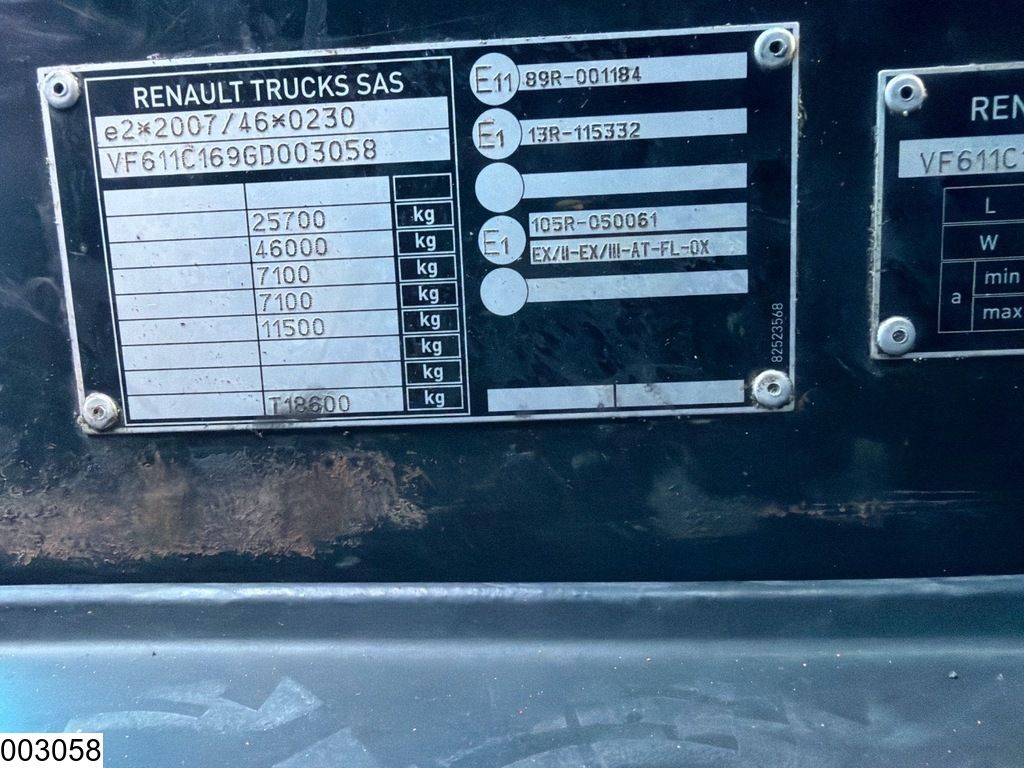 RENAULT TRUCKS SAS
e2*2007/46*0230
VF611C169GD003058
25700 kg
46000 kg
7100 kg
7100 kg
11500 kg
kg
kg
T18600 kg
E11 89R-001184
E1 13R-115332
E1 105R-050061
EX/II-EX/III-AT-FL-OX
82523568
REN
VF611C1
L
W
a min
max
003058